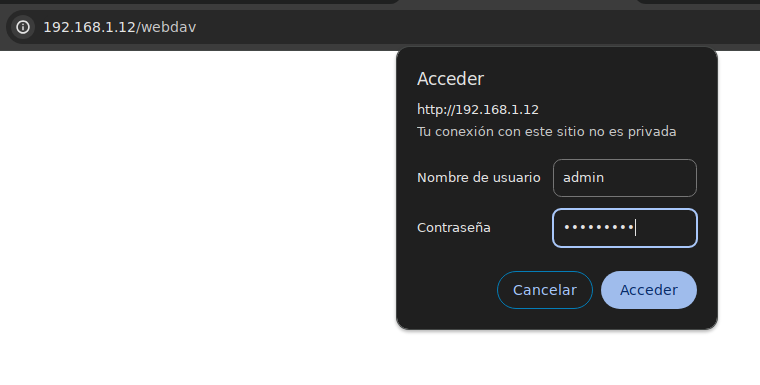 192.168.1.12/webdav
Acceder
http://192.168.1.12
Tu conexión con este sitio no es privada
Nombre de usuario admin
Contraseña •••••••••
Cancelar Acceder